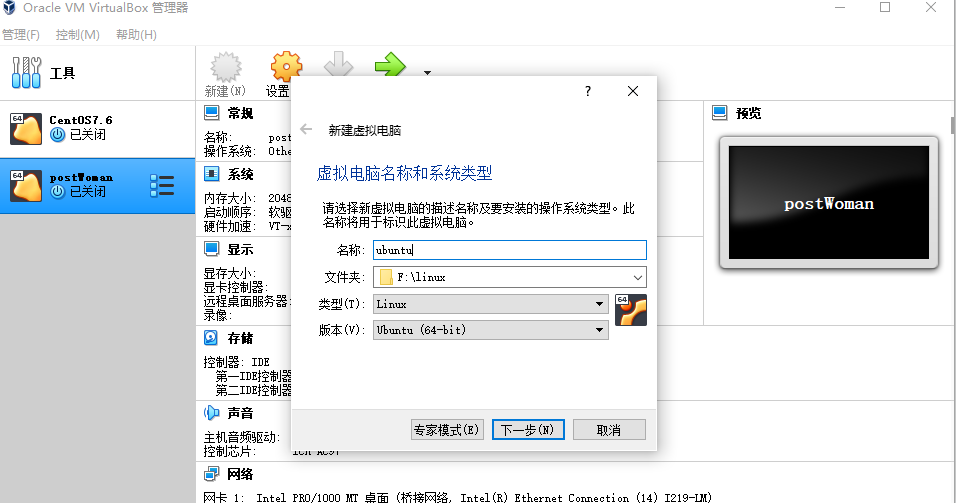 Oracle VM VirtualBox 管理器
管理(F) 控制(M) 帮助(H)
工具
新建(N) 设置
CentOS7.6
已关闭
postWoman
已关闭
常规
名称: post
操作系统: Othe
系统
内存大小: 2048
启动顺序: 软驱
硬件加速: VT-x
显示
显存大小:
显卡控制器:
远程桌面服务器:
录像:
存储
控制器: IDE
第一IDE控制器
第二IDE控制器
声音
主机音频驱动:
控制芯片: ICH AC97
网络
网卡 1: Intel PRO/1000 MT 桌面 (桥接网络, Intel(R) Ethernet Connection (14) I219-LM)
预览
postWoman
?
新建虚拟电脑
虚拟电脑名称和系统类型
请选择新虚拟电脑的描述名称及要安装的操作系统类型。此
名称将用于标识此虚拟电脑。
名称: ubuntu
文件夹: F:\linux
类型(T): Linux
64
版本(V): Ubuntu (64-bit)
专家模式(E) 下一步(N) 取消